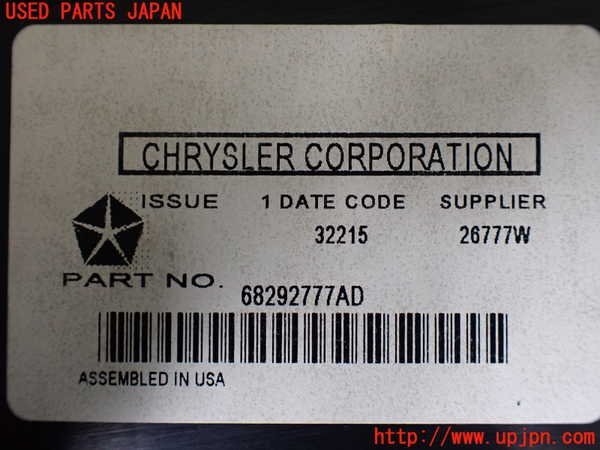 USED PARTS JAPAN
CHRYSLER CORPORATION
ISSUE 1 DATE CODE SUPPLIER
32215 26777W
PART NO. 68292777AD
ASSEMBLED IN USA
http://www.upjpn.com/